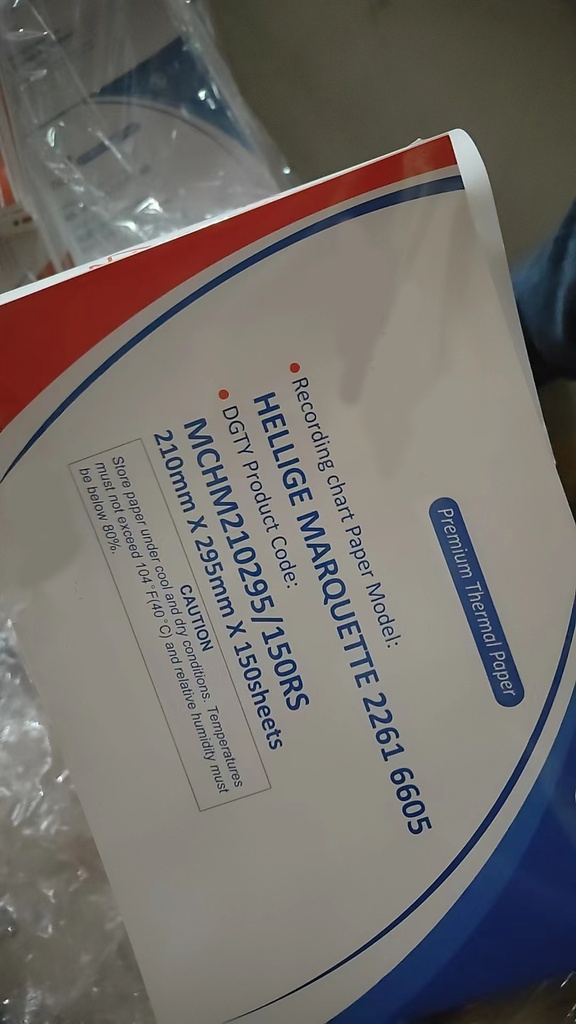 Premium Thermal Paper
Recording chart Paper Model:
HELLIGE MARQUETTE 2261 6605
DGTY Product Code:
MCHM210295/150RS
210mm X 295mm X 150sheets
CAUTION
Store paper under cool and dry conditions. Temperatures
must not exceed 104°F(40°C) and relative humidity must
be below 80%.